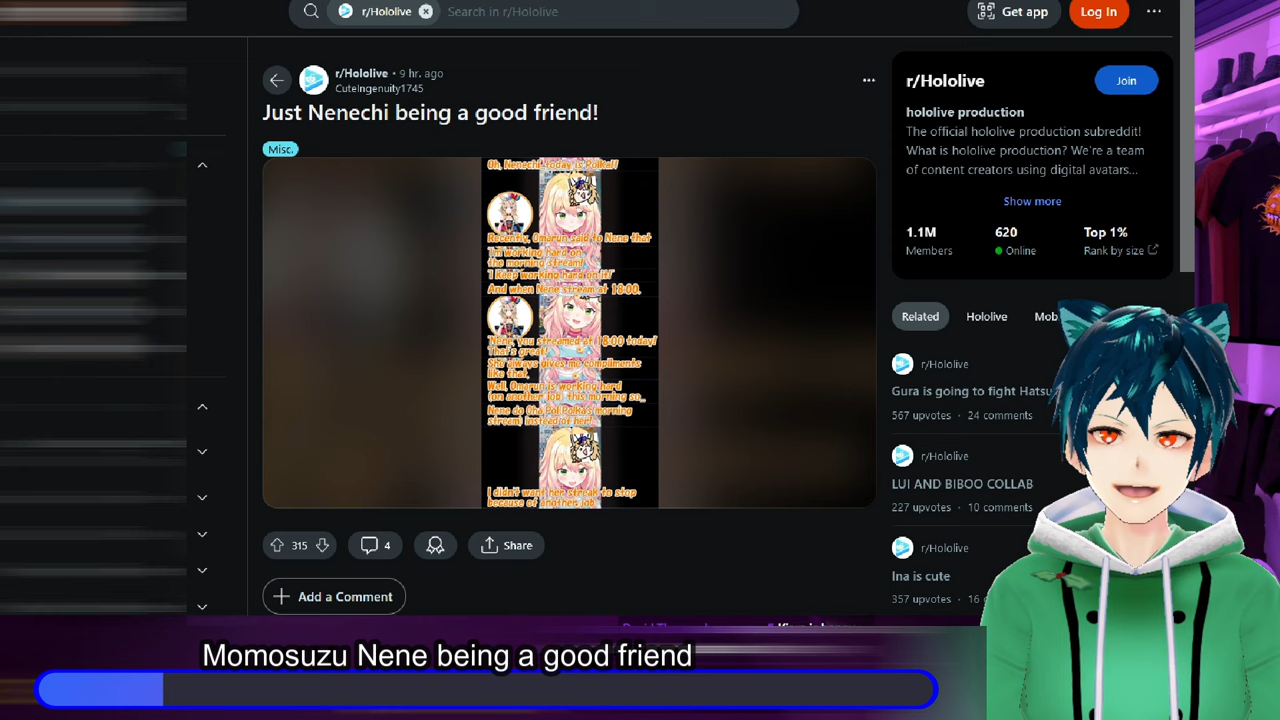 r/Hololive
Search in r/Hololive
Get app
Log In
r/Hololive • 9 hr. ago
CuteIngenuity1745
Just Nenechi being a good friend!
Misc.
Oh, Nenechi today is Polka!!
Recently, Omarun said to Nene that
"I'm working hard on
the morning stream!
"I Keep working hard on it!"
And when Nene stream at 18:00.
"Nene, you streamed at 18:00 today!
That's great!
She always gives me compliments
like that,
Well, Omarun is working hard
(on another job) this morning so,,
Nene do Oha Pol(Polka's morning
stream) instead of her!
I didn't want her streak to stop
because of another job
315
4
Share
Add a Comment
r/Hololive
Join
hololive production
The official hololive production subreddit!
What is hololive production? We're a team
of content creators using digital avatars...
Show more
1.1M
620
Top 1%
Members
Online
Rank by size
Related
Hololive
Mob
r/Hololive
Gura is going to fight Hatsu
567 upvotes • 24 comments
r/Hololive
LUI AND BIBOO COLLAB
227 upvotes • 10 comments
r/Hololive
Ina is cute
357 upvotes • 16
Momosuzu Nene being a good friend